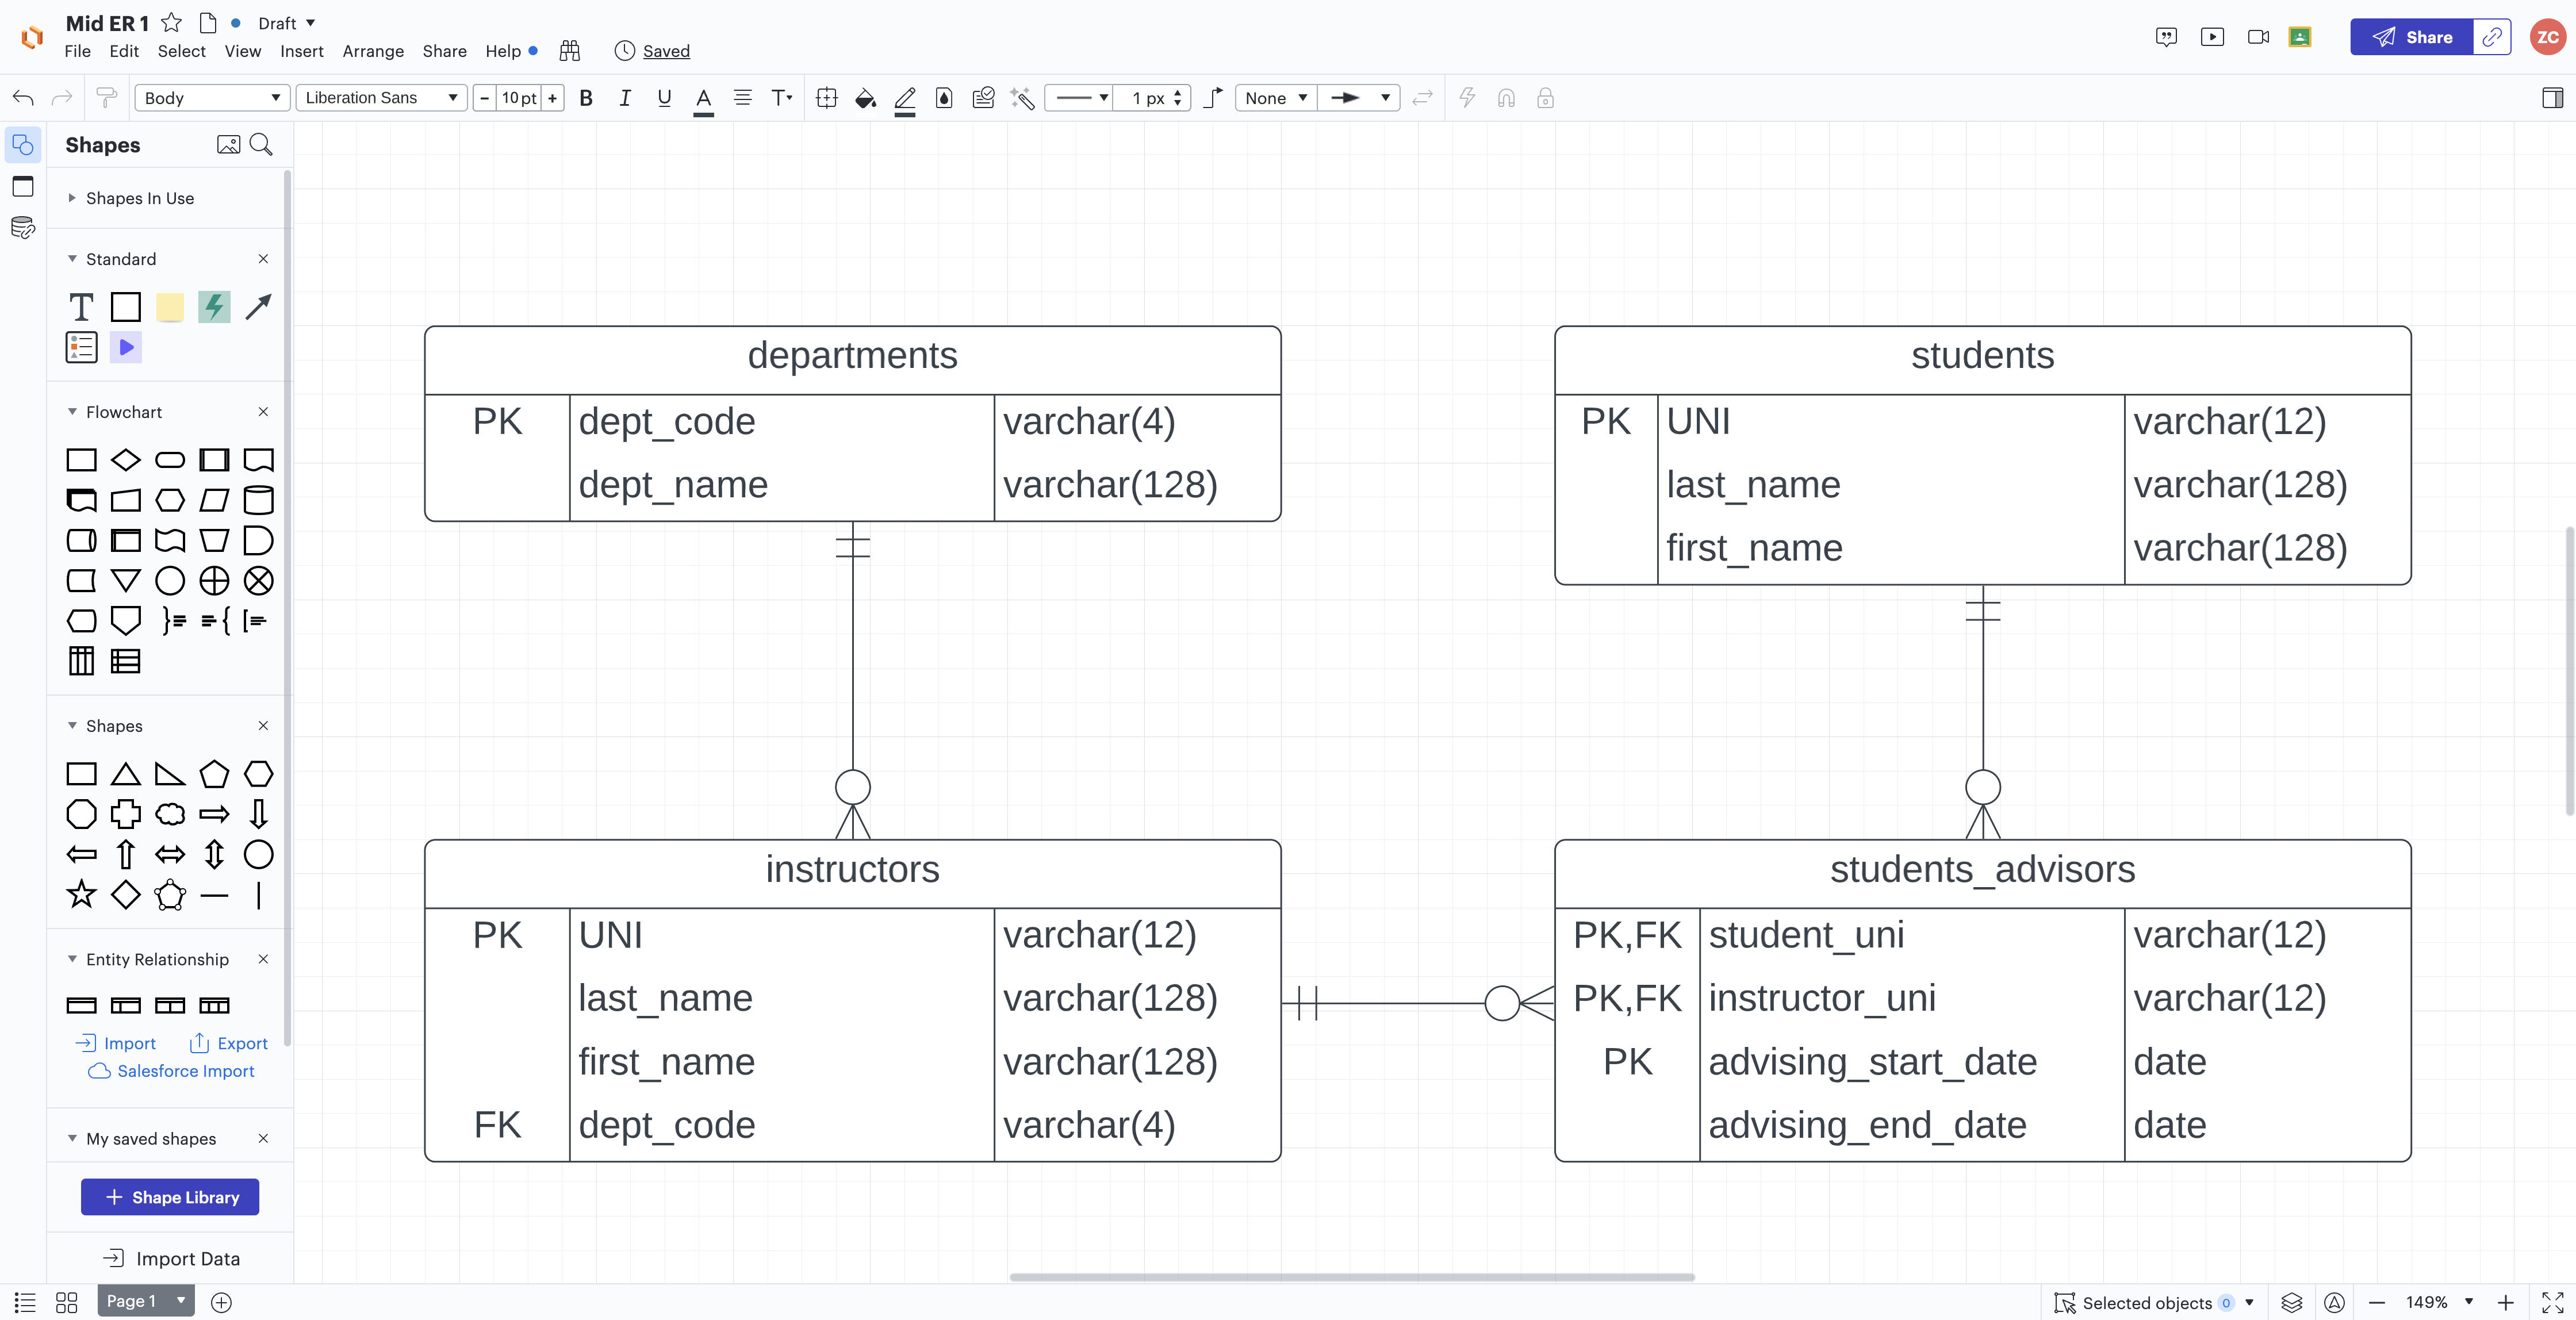 Mid ER 1
Draft
File Edit Select View Insert Arrange Share Help
Saved
Share
ZC
Body
Liberation Sans
10 pt
B I U A T
1 px
None
Shapes
Shapes In Use
Standard
T
Flowchart
Shapes
Entity Relationship
Import Export
Salesforce Import
My saved shapes
+ Shape Library
Import Data
departments
PK dept_code varchar(4)
dept_name varchar(128)
students
PK UNI varchar(12)
last_name varchar(128)
first_name varchar(128)
instructors
PK UNI varchar(12)
last_name varchar(128)
first_name varchar(128)
FK dept_code varchar(4)
students_advisors
PK,FK student_uni varchar(12)
PK,FK instructor_uni varchar(12)
PK advising_start_date date
advising_end_date date
Page 1
Selected objects 0
149%